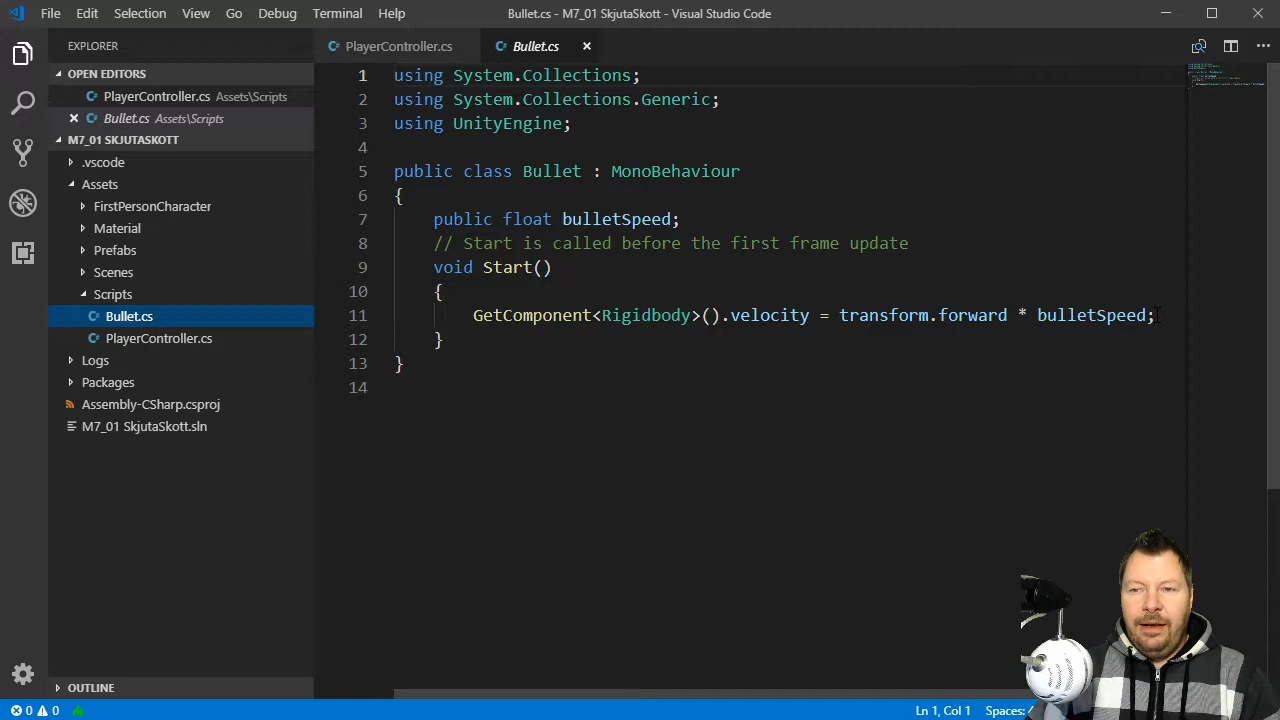 File Edit Selection View Go Debug Terminal Help
Bullet.cs - M7_01 SkjutaSkott - Visual Studio Code
EXPLORER
PlayerController.cs
Bullet.cs
OPEN EDITORS
PlayerController.cs Assets\Scripts
Bullet.cs Assets\Scripts
M7_01 SKJUTASKOTT
.vscode
Assets
FirstPersonCharacter
Material
Prefabs
Scenes
Scripts
Bullet.cs
PlayerController.cs
Logs
Packages
Assembly-CSharp.csproj
M7_01 SkjutaSkott.sln
OUTLINE
1 using System.Collections;
2 using System.Collections.Generic;
3 using UnityEngine;
4
5 public class Bullet : MonoBehaviour
6 {
7 public float bulletSpeed;
8 // Start is called before the first frame update
9 void Start()
10 {
11 GetComponent<Rigidbody>().velocity = transform.forward * bulletSpeed;
12 }
13 }
14
0 0
Ln 1, Col 1 Spaces: